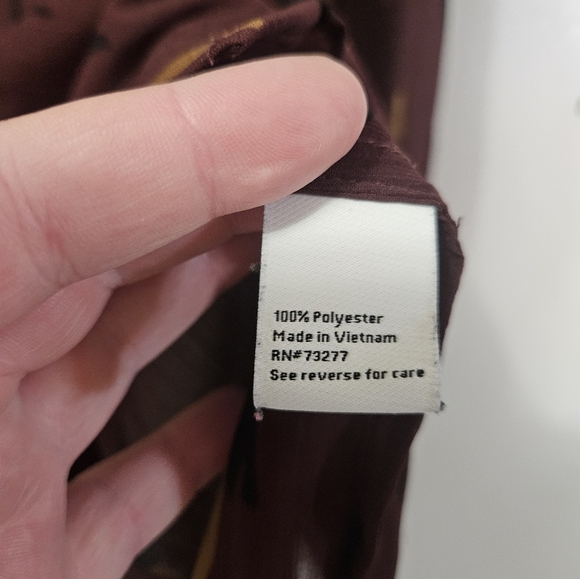 100% Polyester
Made in Vietnam
RN#73277
See reverse for care